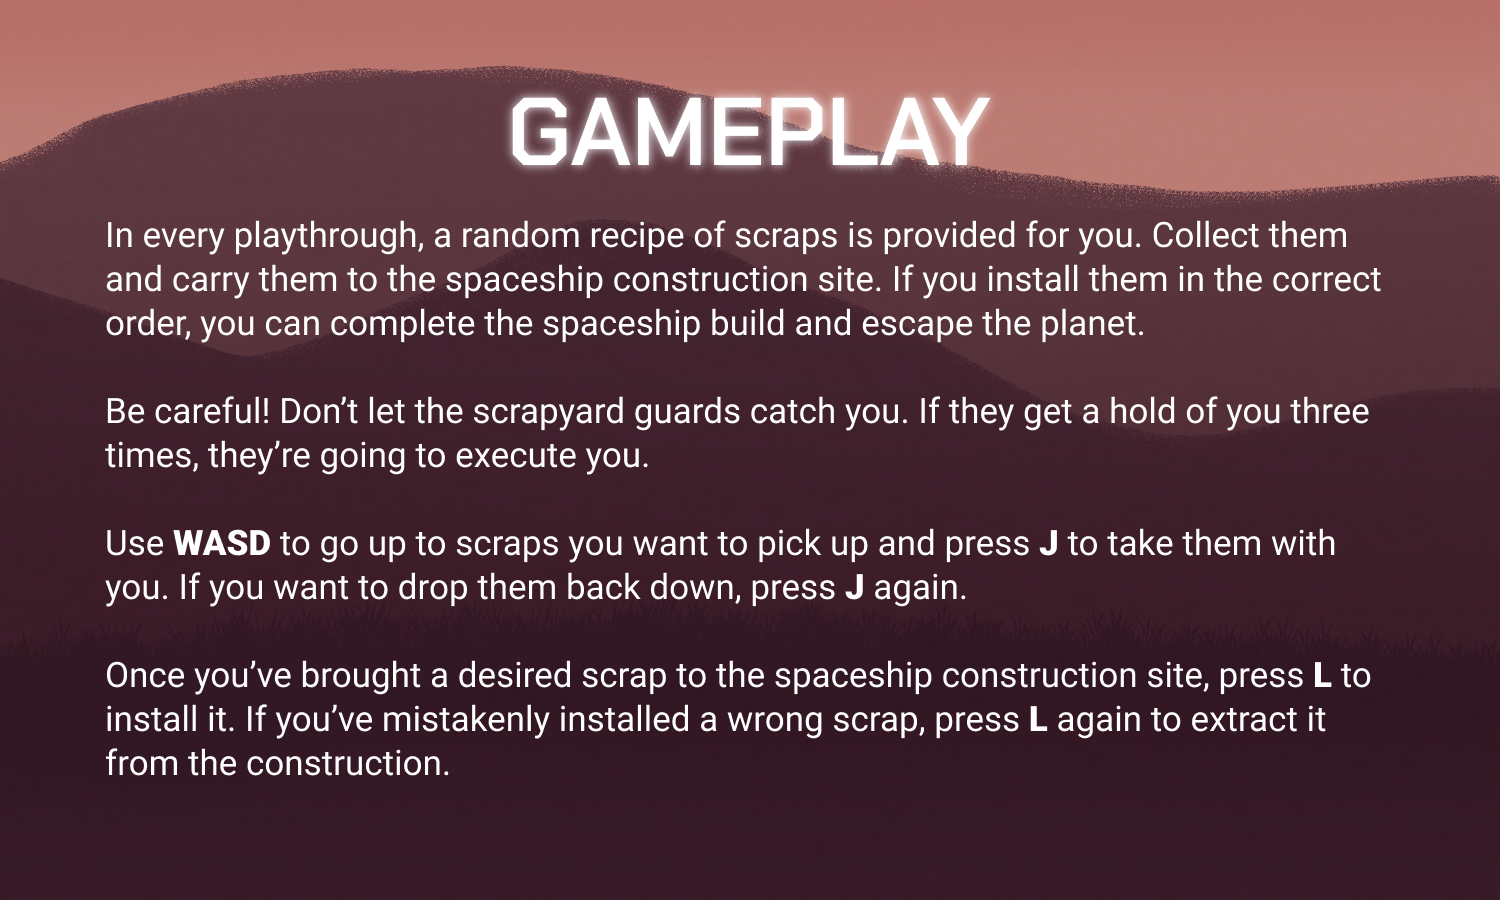 GAMEPLAY
In every playthrough, a random recipe of scraps is provided for you. Collect them
and carry them to the spaceship construction site. If you install them in the correct
order, you can complete the spaceship build and escape the planet.
Be careful! Don’t let the scrapyard guards catch you. If they get a hold of you three
times, they’re going to execute you.
Use WASD to go up to scraps you want to pick up and press J to take them with
you. If you want to drop them back down, press J again.
Once you’ve brought a desired scrap to the spaceship construction site, press L to
install it. If you’ve mistakenly installed a wrong scrap, press L again to extract it
from the construction.